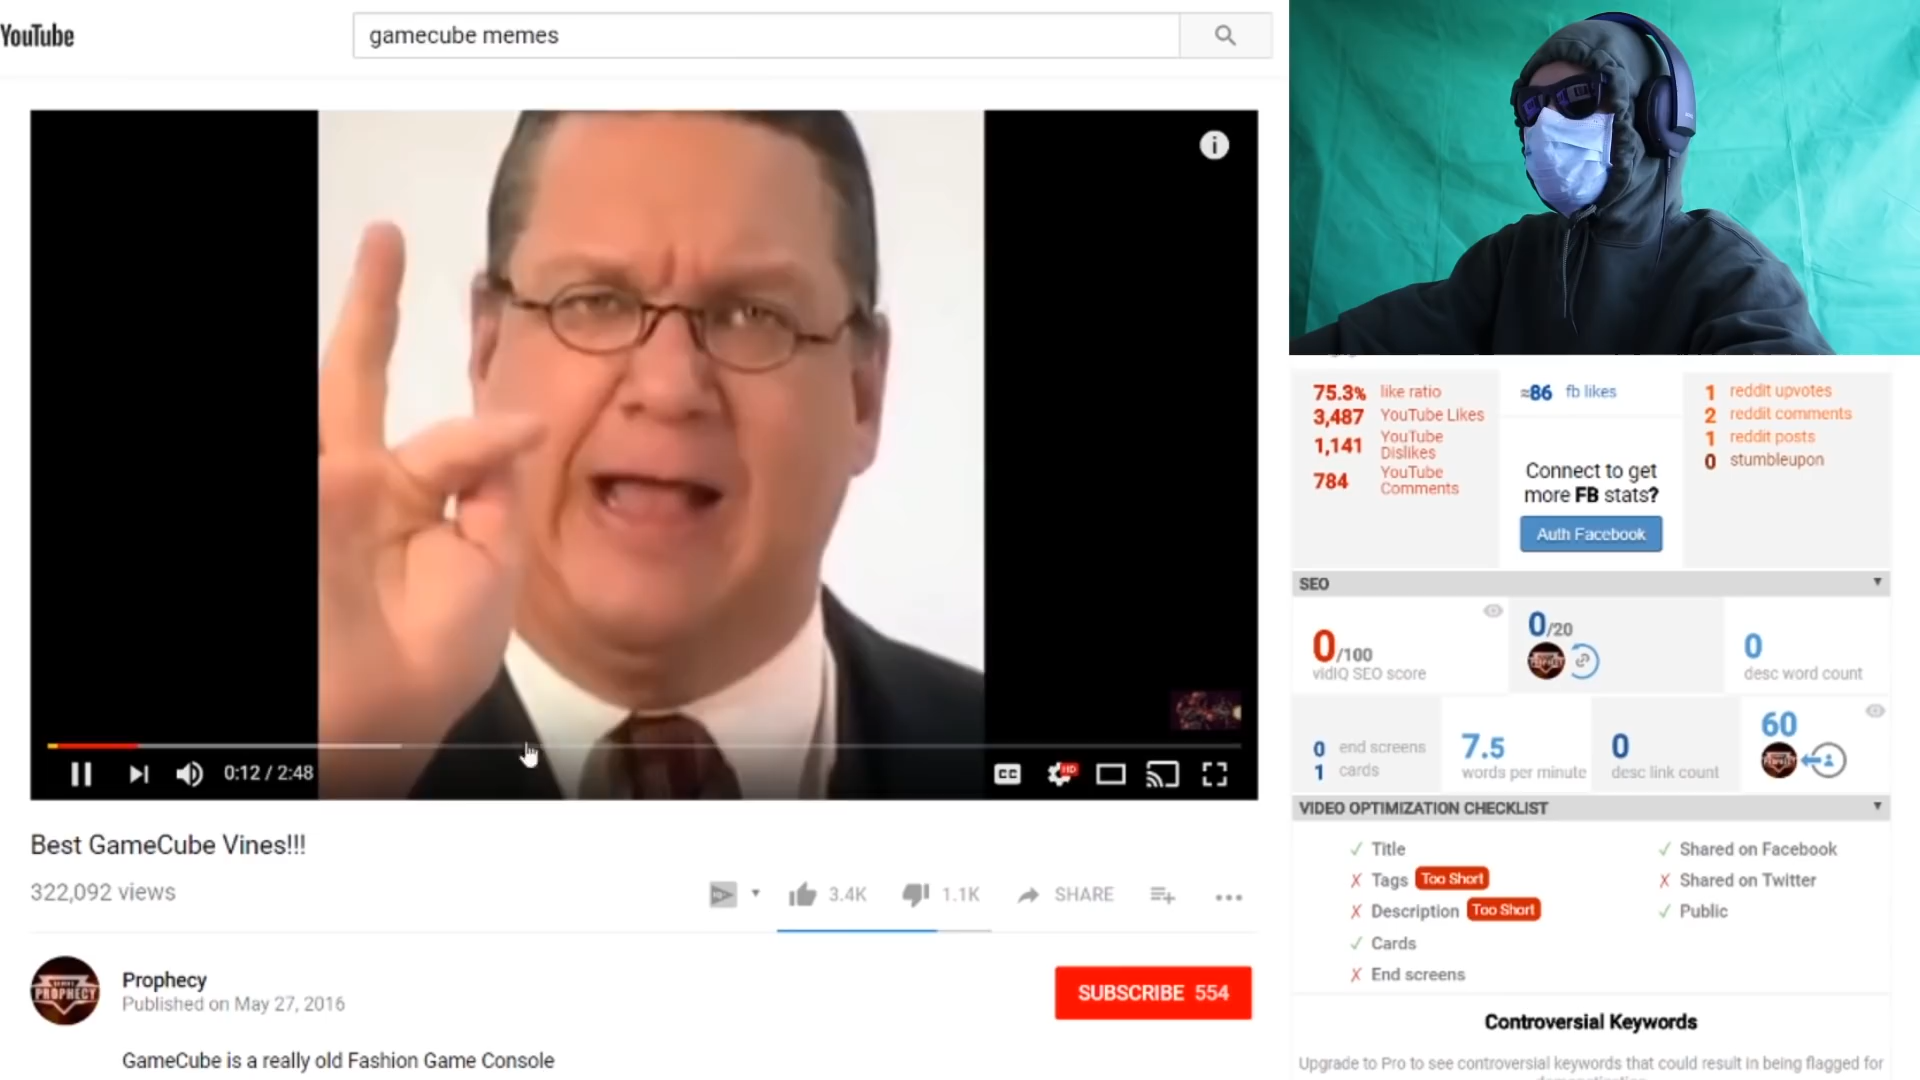 YouTube
gamecube memes
i
HD
CC
0:12 / 2:48
Best GameCube Vines!!!
322,092 views
3.4K
1.1K
SHARE
PROPHECY
Prophecy
Published on May 27, 2016
SUBSCRIBE 554
GameCube is a really old Fashion Game Console
75.3% like ratio
3,487 YouTube Likes
1,141 YouTube
Dislikes
784 YouTube
Comments
≈86 fb likes
Connect to get
more FB stats?
Auth Facebook
1 reddit upvotes
2 reddit comments
1 reddit posts
0 stumbleupon
SEO
0/100
vidIQ SEO score
0/20
0
desc word count
0 end screens
1 cards
7.5
words per minute
0
desc link count
60
VIDEO OPTIMIZATION CHECKLIST
✓ Title
✗ Tags Too Short
✗ Description Too Short
✓ Cards
✗ End screens
✓ Shared on Facebook
✗ Shared on Twitter
✓ Public
Controversial Keywords
Upgrade to Pro to see controversial keywords that could result in being flagged for